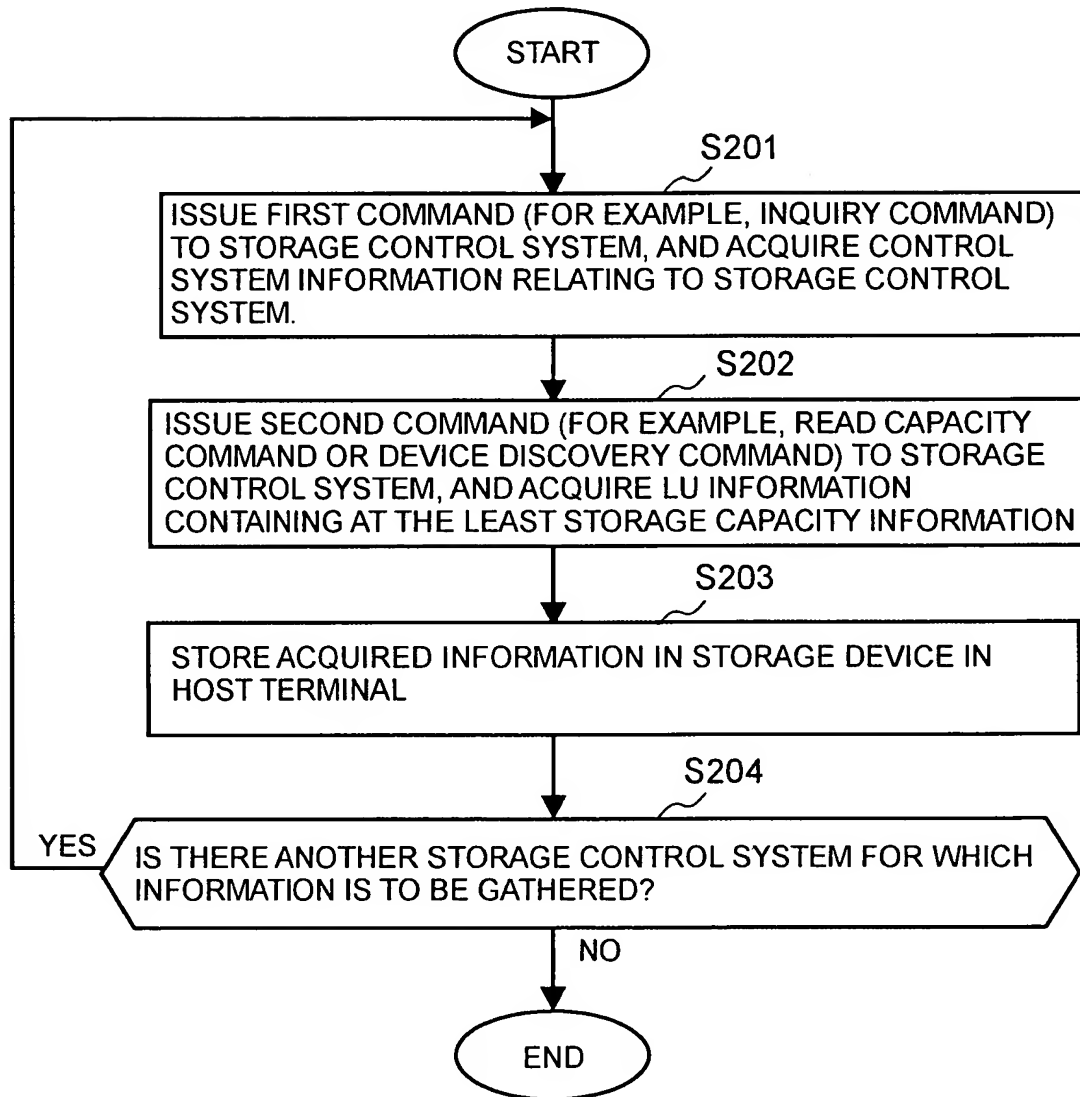 START
S201
ISSUE FIRST COMMAND (FOR EXAMPLE, INQUIRY COMMAND)
TO STORAGE CONTROL SYSTEM, AND ACQUIRE CONTROL
SYSTEM INFORMATION RELATING TO STORAGE CONTROL
SYSTEM.
S202
ISSUE SECOND COMMAND (FOR EXAMPLE, READ CAPACITY
COMMAND OR DEVICE DISCOVERY COMMAND) TO STORAGE
CONTROL SYSTEM, AND ACQUIRE LU INFORMATION
CONTAINING AT THE LEAST STORAGE CAPACITY INFORMATION
S203
STORE ACQUIRED INFORMATION IN STORAGE DEVICE IN
HOST TERMINAL
S204
YES
IS THERE ANOTHER STORAGE CONTROL SYSTEM FOR WHICH
INFORMATION IS TO BE GATHERED?
NO
END